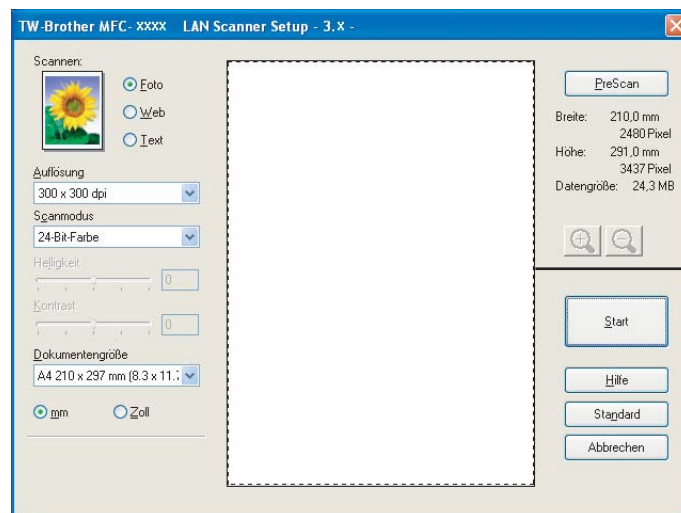 TW-Brother MFC- xxxx LAN Scanner Setup - 3.x -
Scannen:
Foto
Web
Text
Auflösung
300 x 300 dpi
Scanmodus
24-Bit-Farbe
Helligkeit
0
Kontrast
0
Dokumentengröße
A4 210 x 297 mm (8.3 x 11.7
mm
Zoll
PreScan
Breite: 210,0 mm
2480 Pixel
Höhe: 291,0 mm
3437 Pixel
Datengröße: 24,3 MB
Start
Hilfe
Standard
Abbrechen